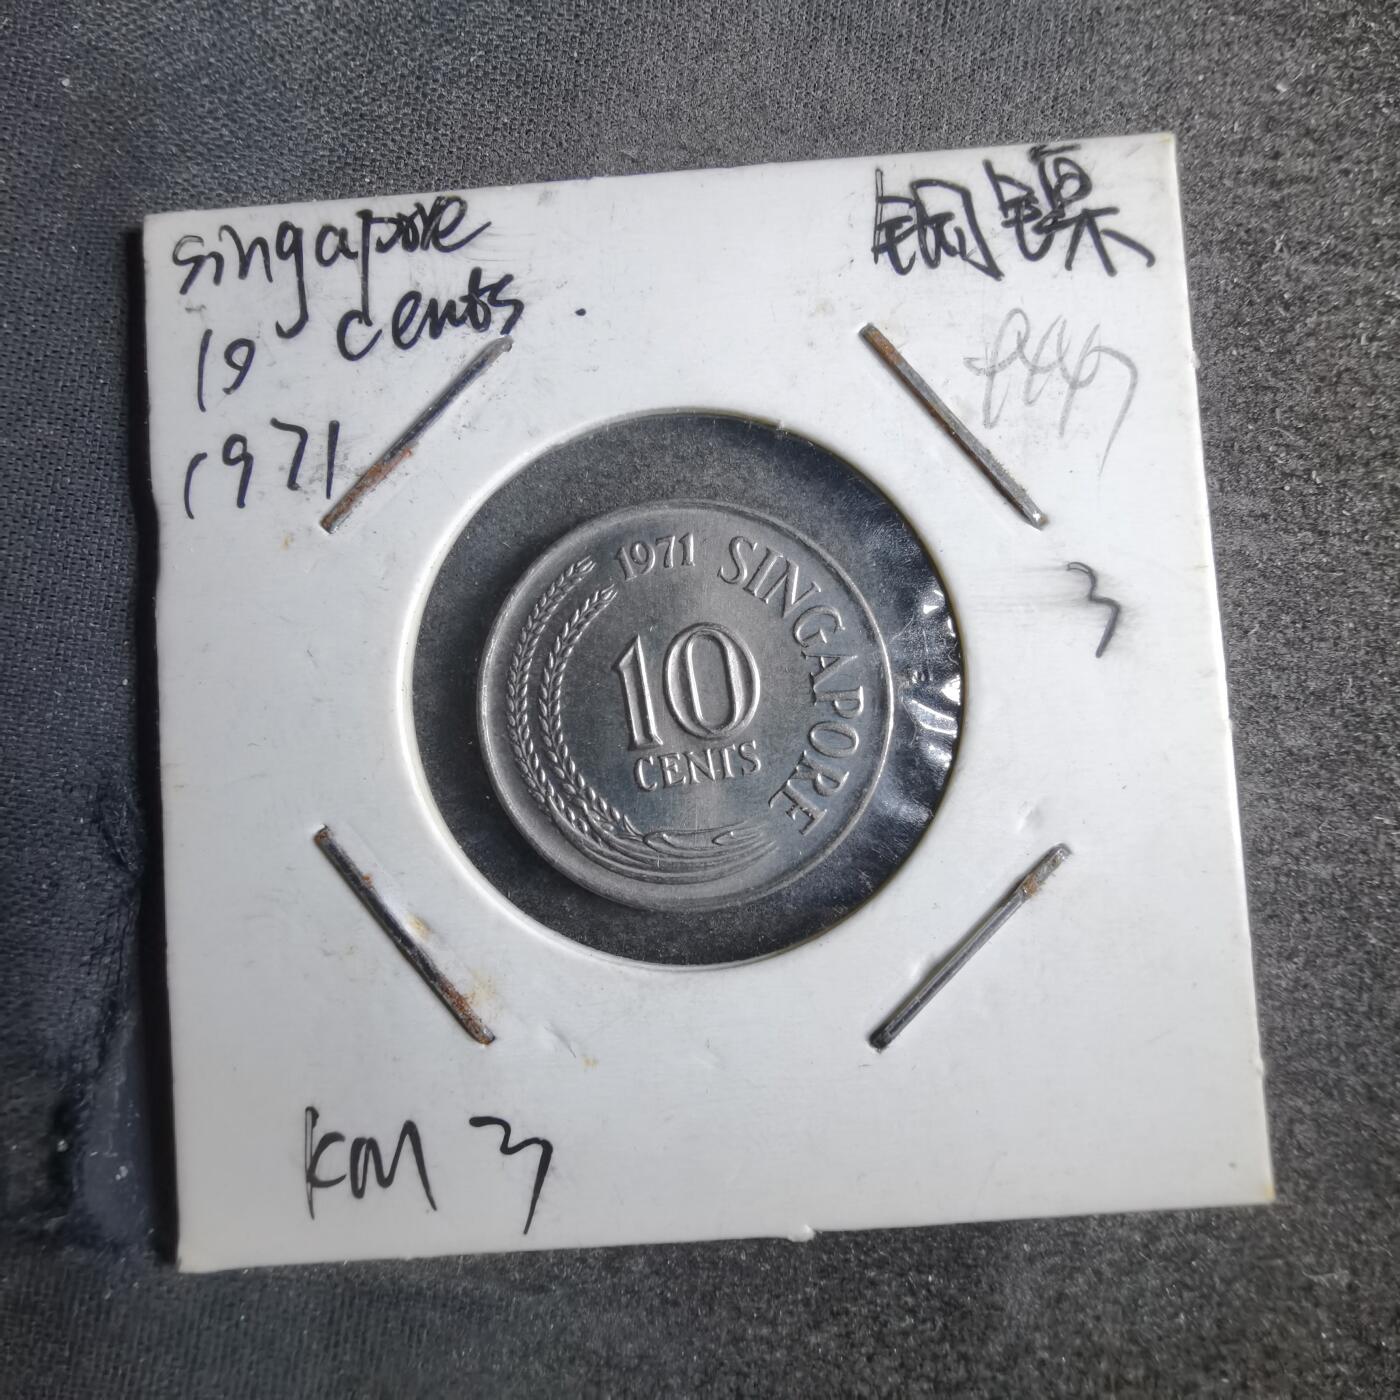 singapore
10 cents
1971
铜镍
3
1971 SINGAPORE
10
CENTS
KM 3